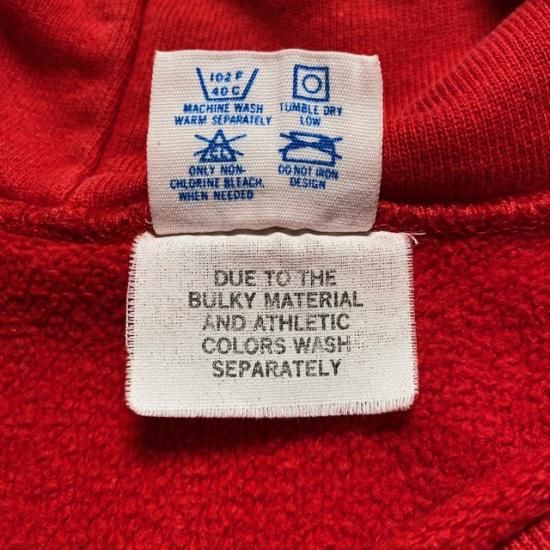 102 F
40 C
MACHINE WASH
WARM SEPARATELY
TUMBLE DRY
LOW
CL
ONLY NON-
CHLORINE BLEACH,
WHEN NEEDED
DO NOT IRON
DESIGN
DUE TO THE
BULKY MATERIAL
AND ATHLETIC
COLORS WASH
SEPARATELY